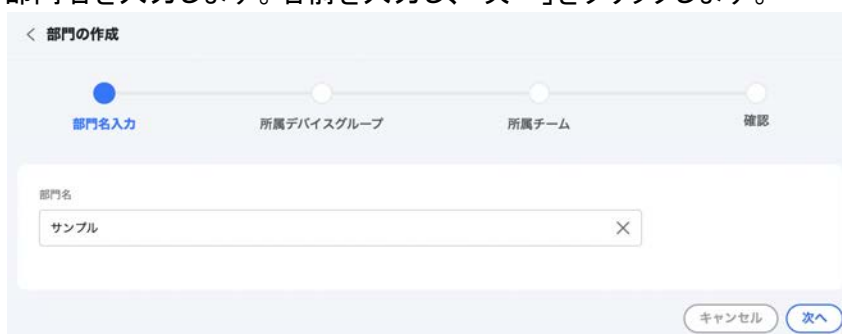 < 部門の作成
部門名入力
所属デバイスグループ
所属チーム
確認
部門名
サンプル
キャンセル
次へ